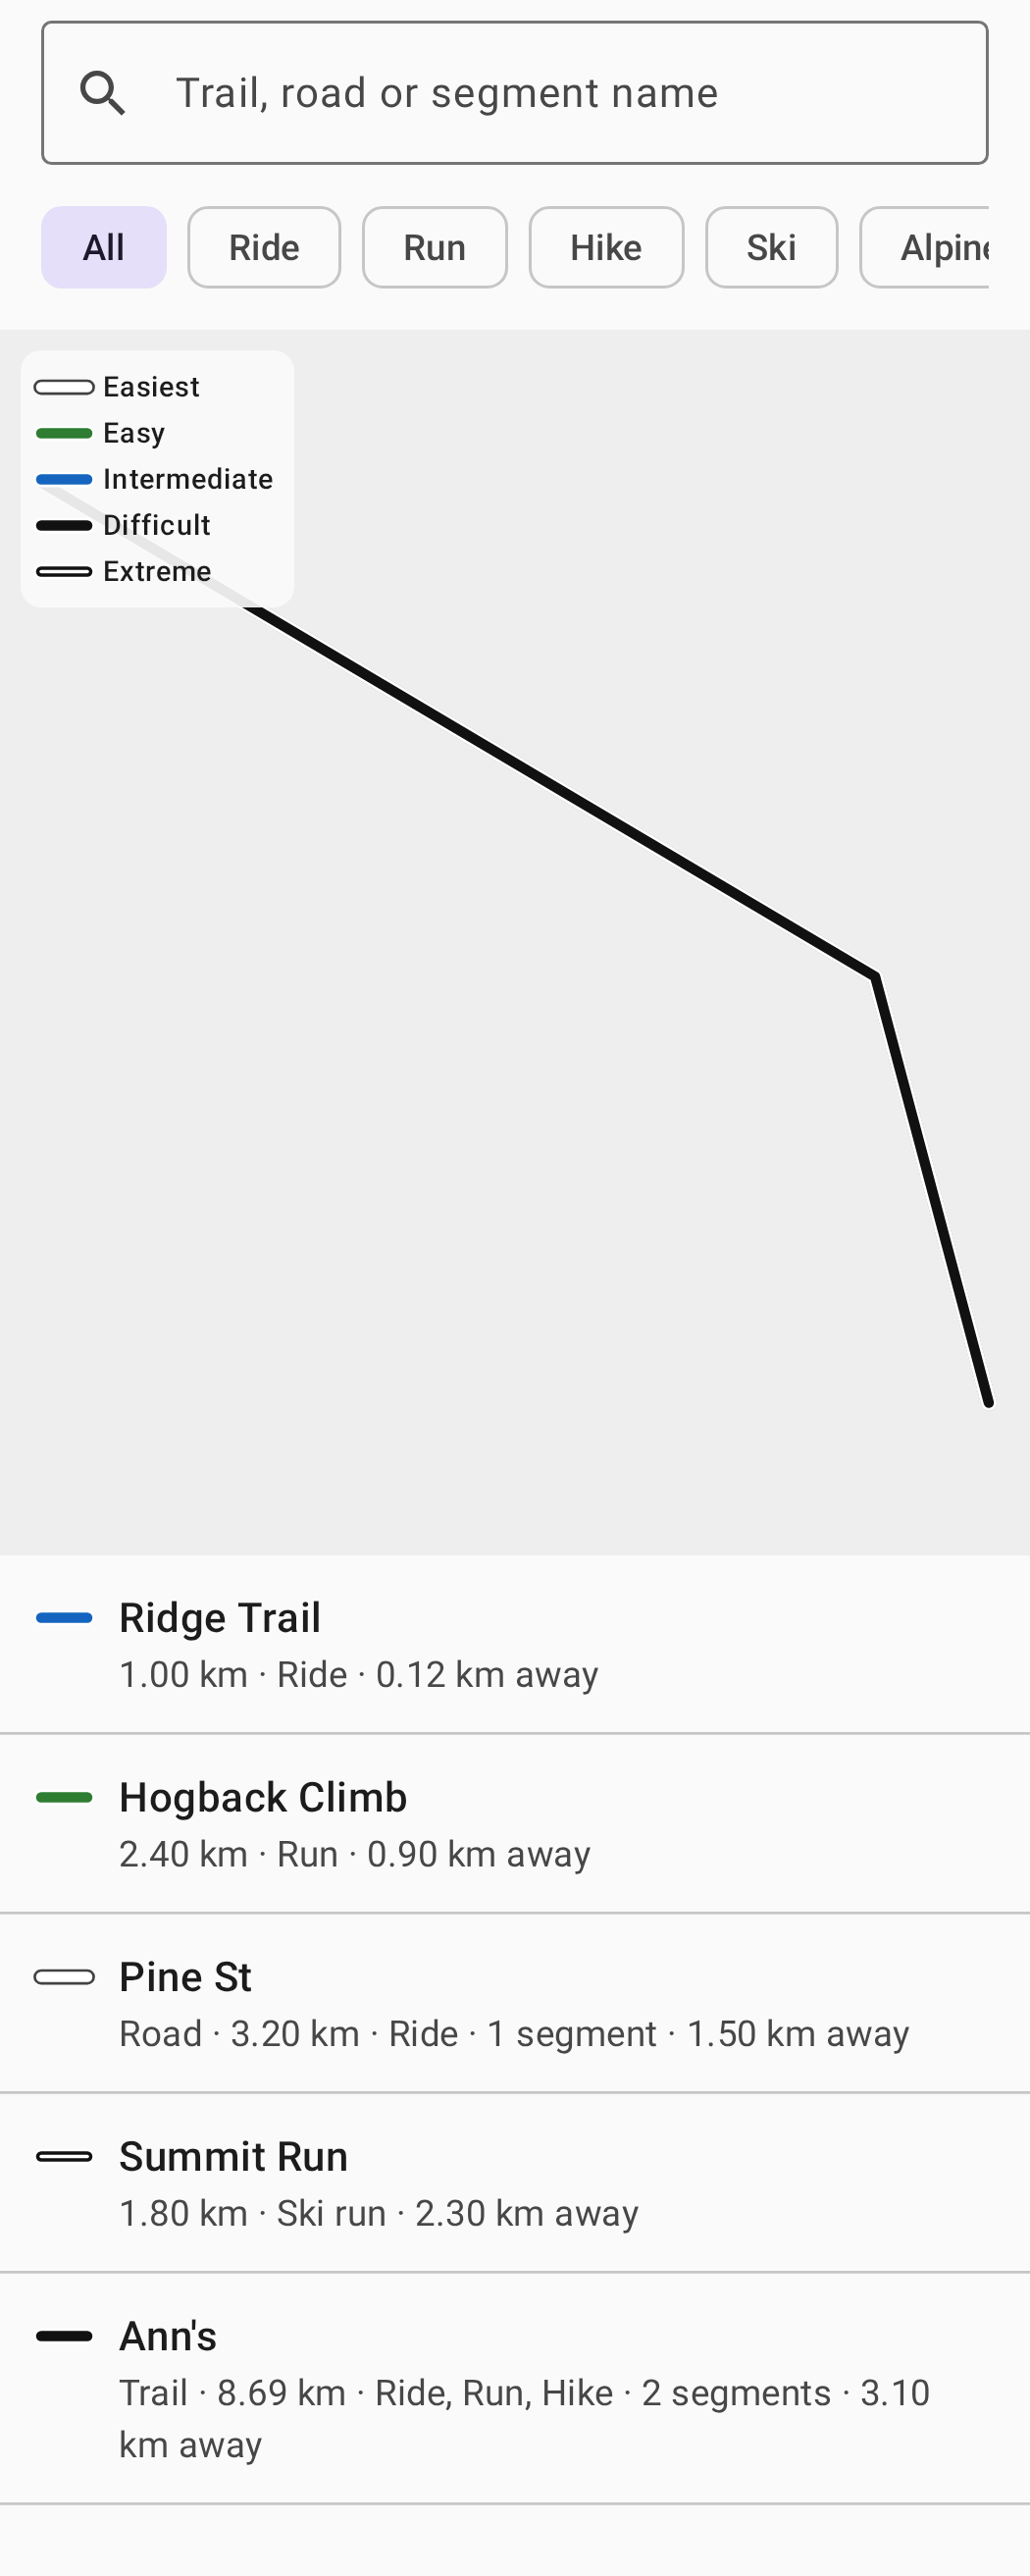 Trail, road or segment name
All
Ride
Run
Hike
Ski
Alpine
Easiest
Easy
Intermediate
Difficult
Extreme
Ridge Trail
1.00 km · Ride · 0.12 km away
Hogback Climb
2.40 km · Run · 0.90 km away
Pine St
Road · 3.20 km · Ride · 1 segment · 1.50 km away
Summit Run
1.80 km · Ski run · 2.30 km away
Ann's
Trail · 8.69 km · Ride, Run, Hike · 2 segments · 3.10
km away